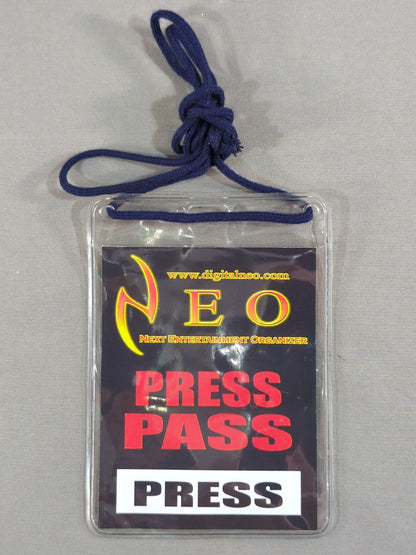 www.digitalneo.com
NEO
NEXT ENTERTAINMENT ORGANIZER
PRESS
PASS
PRESS